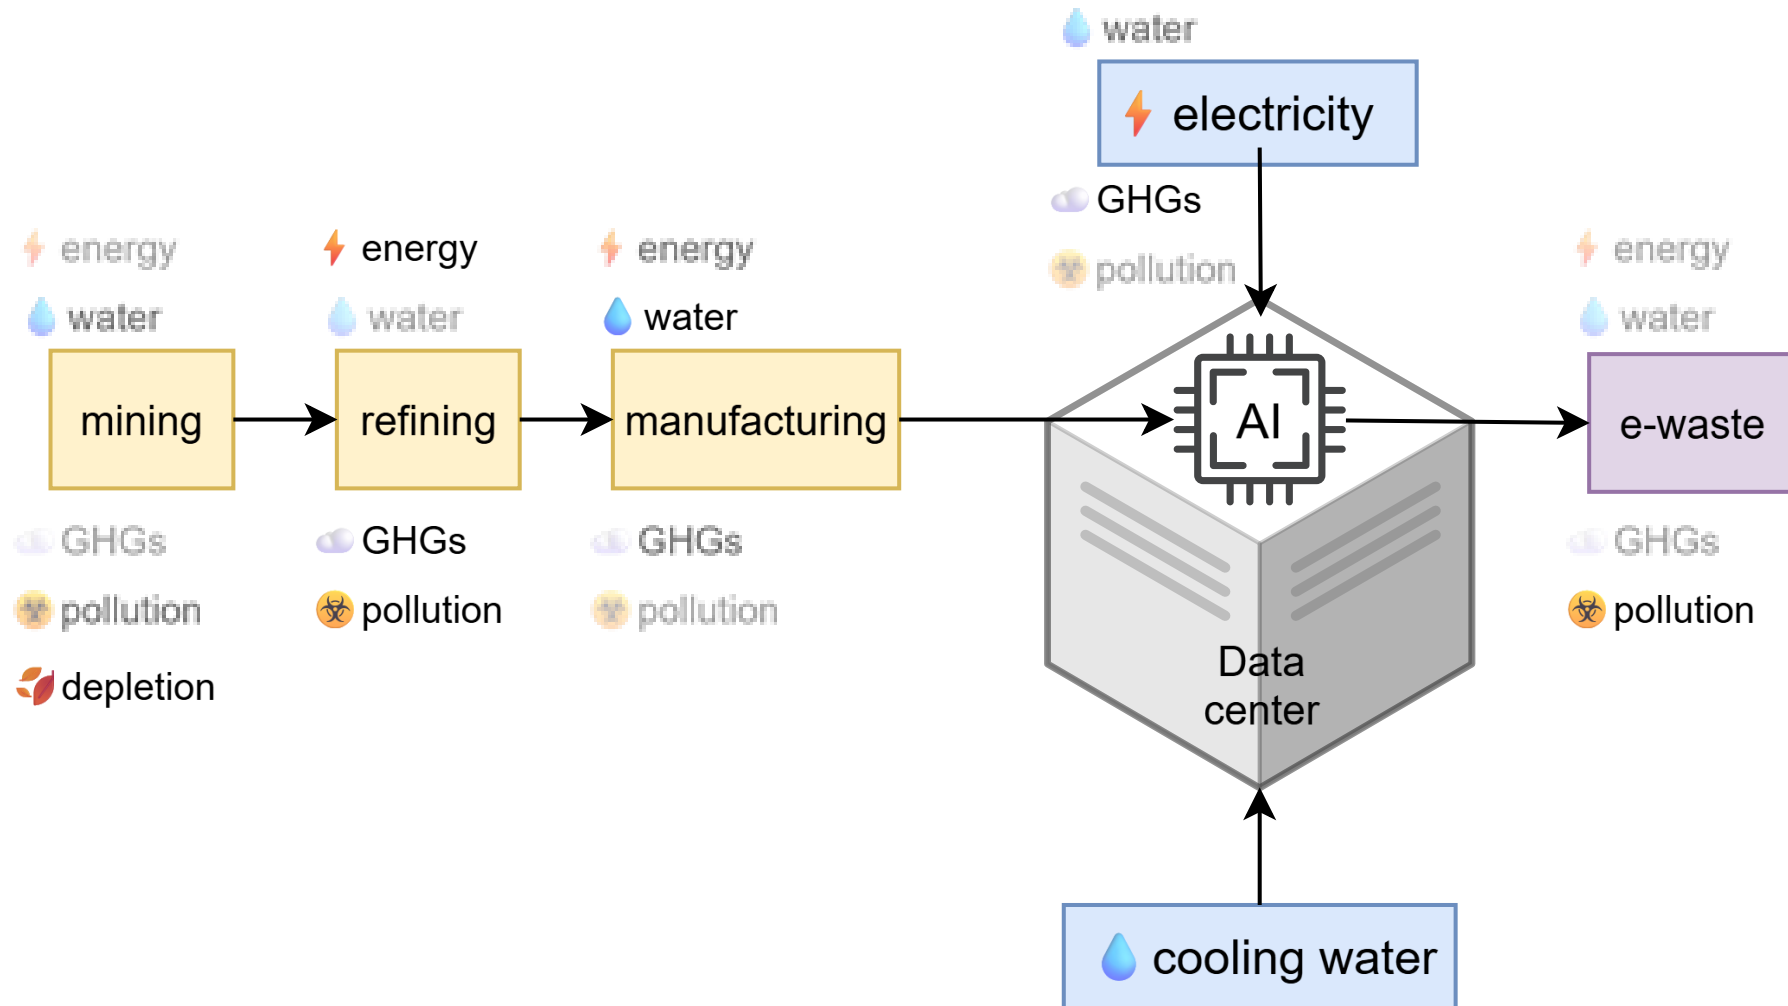 water
electricity
GHGs
pollution
energy
water
mining
GHGs
pollution
depletion
energy
water
refining
GHGs
pollution
energy
water
manufacturing
GHGs
pollution
AI
Data
center
cooling water
energy
water
e-waste
GHGs
pollution